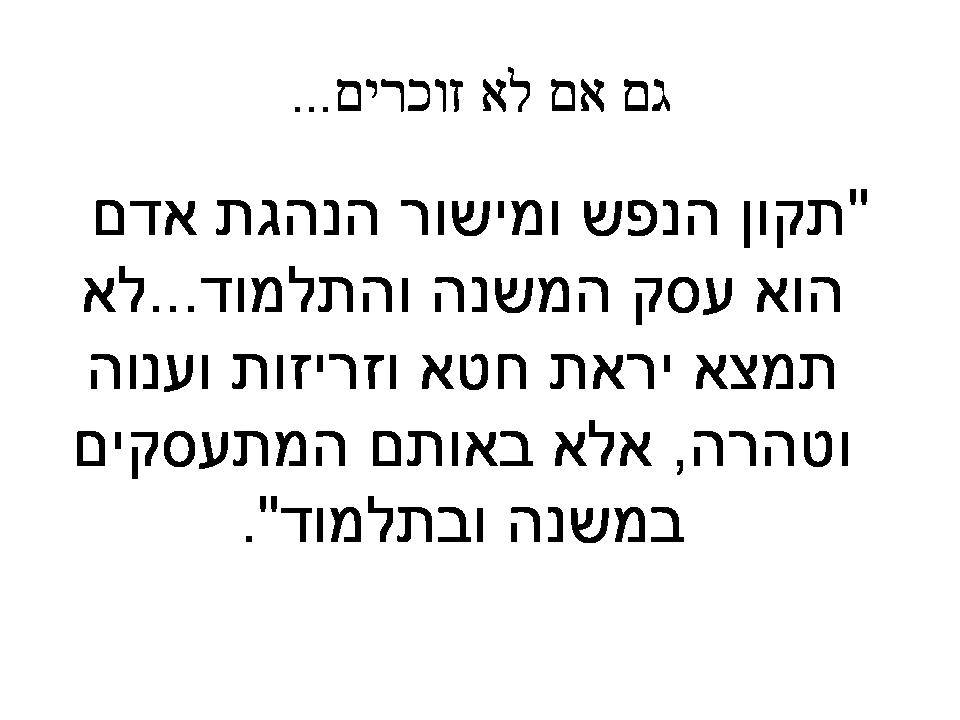 גם אם לא זוכרים...
"תקון הנפש ומישור הנהגת אדם
הוא עסק המשנה והתלמוד...לא
תמצא יראת חטא וזריזות וענוה
וטהרה, אלא באותם המתעסקים
במשנה ובתלמוד".